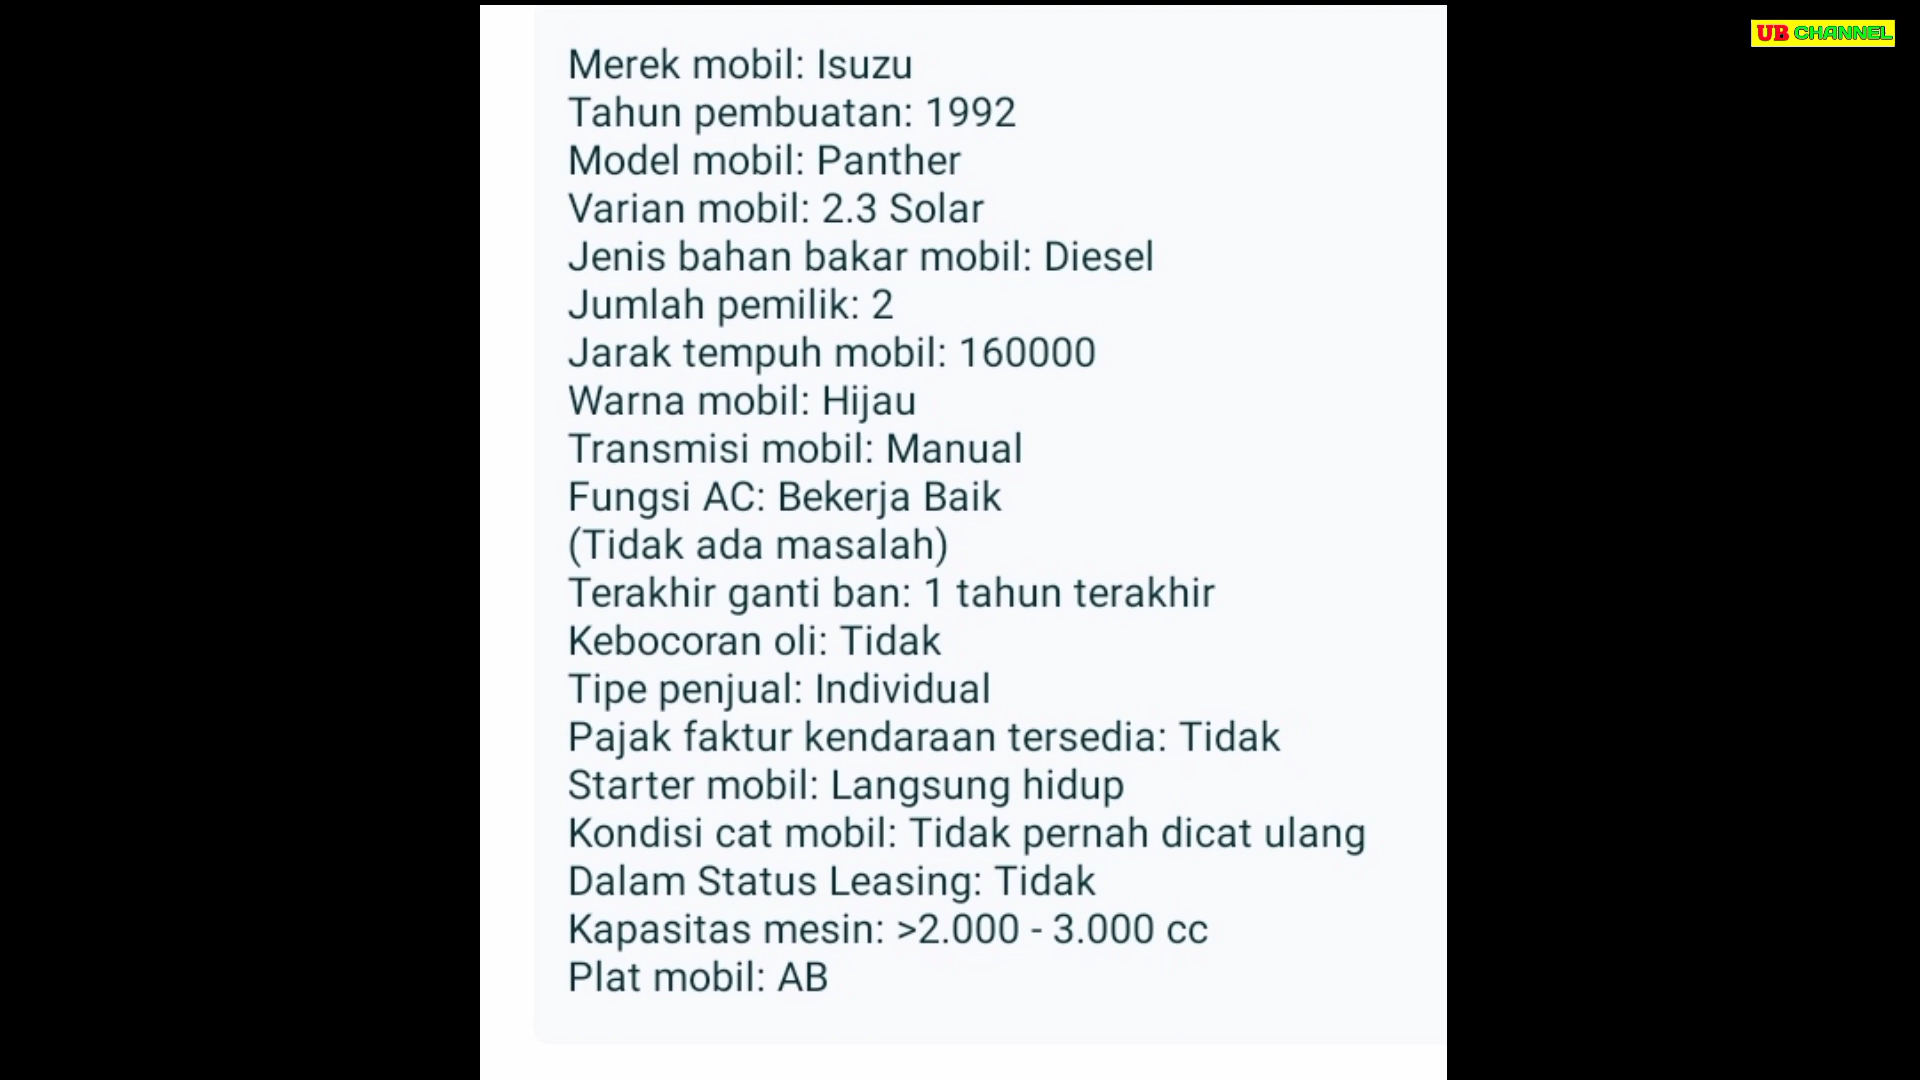 UB CHANNEL
Merek mobil: Isuzu
Tahun pembuatan: 1992
Model mobil: Panther
Varian mobil: 2.3 Solar
Jenis bahan bakar mobil: Diesel
Jumlah pemilik: 2
Jarak tempuh mobil: 160000
Warna mobil: Hijau
Transmisi mobil: Manual
Fungsi AC: Bekerja Baik
(Tidak ada masalah)
Terakhir ganti ban: 1 tahun terakhir
Kebocoran oli: Tidak
Tipe penjual: Individual
Pajak faktur kendaraan tersedia: Tidak
Starter mobil: Langsung hidup
Kondisi cat mobil: Tidak pernah dicat ulang
Dalam Status Leasing: Tidak
Kapasitas mesin: >2.000 - 3.000 cc
Plat mobil: AB